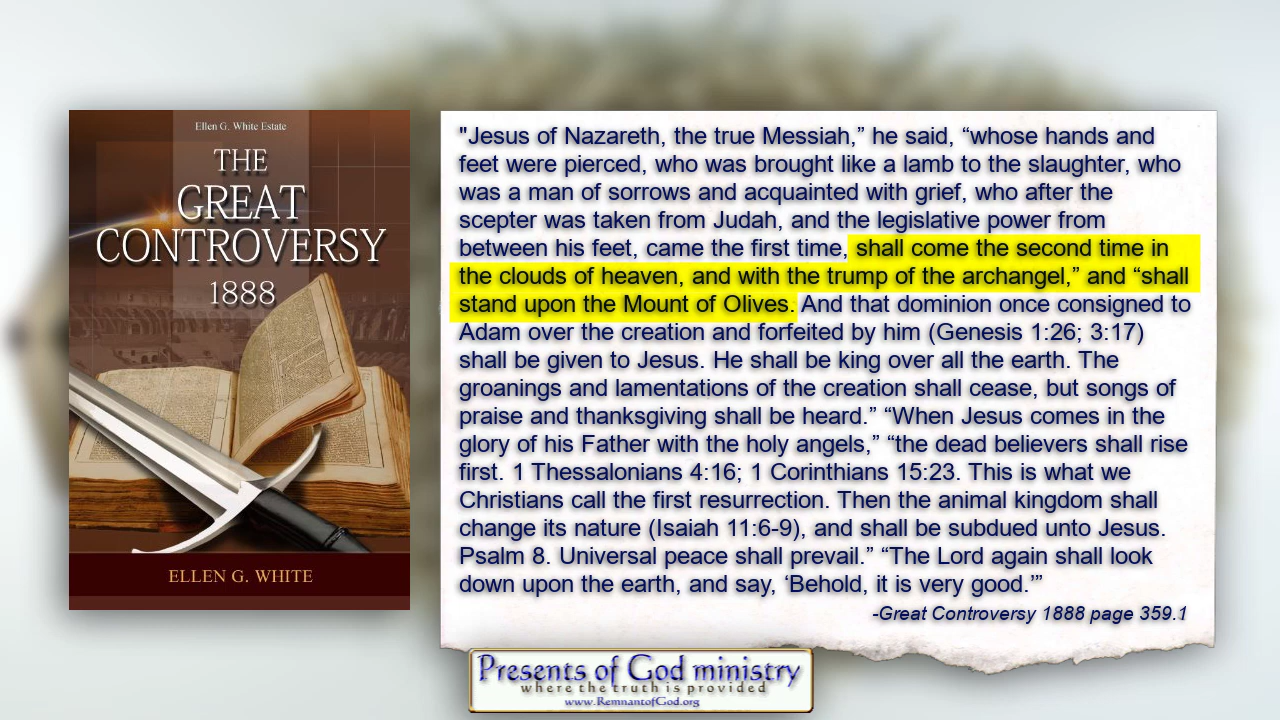 Ellen G. White Estate
THE
GREAT
CONTROVERSY
1888
ELLEN G. WHITE
"Jesus of Nazareth, the true Messiah,” he said, “whose hands and
feet were pierced, who was brought like a lamb to the slaughter, who
was a man of sorrows and acquainted with grief, who after the
scepter was taken from Judah, and the legislative power from
between his feet, came the first time, shall come the second time in
the clouds of heaven, and with the trump of the archangel,” and “shall
stand upon the Mount of Olives. And that dominion once consigned to
Adam over the creation and forfeited by him (Genesis 1:26; 3:17)
shall be given to Jesus. He shall be king over all the earth. The
groanings and lamentations of the creation shall cease, but songs of
praise and thanksgiving shall be heard.” “When Jesus comes in the
glory of his Father with the holy angels,” “the dead believers shall rise
first. 1 Thessalonians 4:16; 1 Corinthians 15:23. This is what we
Christians call the first resurrection. Then the animal kingdom shall
change its nature (Isaiah 11:6-9), and shall be subdued unto Jesus.
Psalm 8. Universal peace shall prevail.” “The Lord again shall look
down upon the earth, and say, ‘Behold, it is very good.’”
-Great Controversy 1888 page 359.1
Presents of God ministry
where the truth is provided
www.RemnantofGod.org